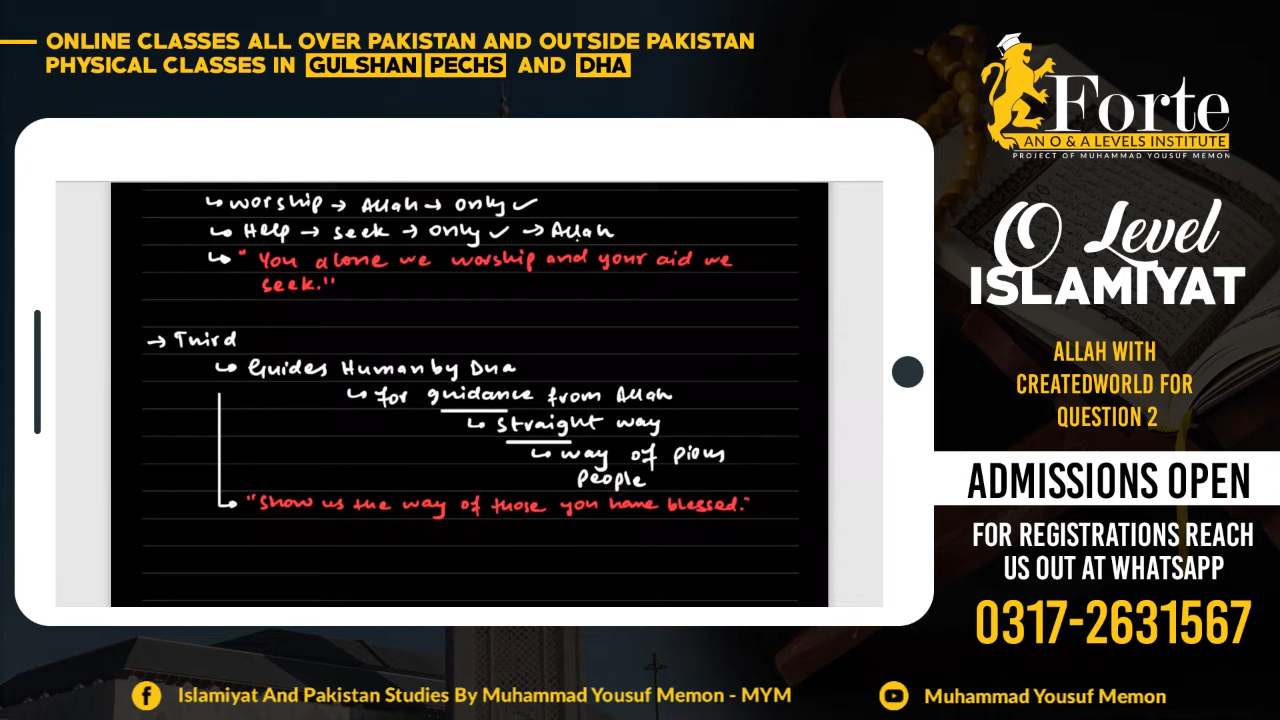 ONLINE CLASSES ALL OVER PAKISTAN AND OUTSIDE PAKISTAN
PHYSICAL CLASSES IN GULSHAN PECHS AND DHA
Forte
AN O & A LEVELS INSTITUTE
PROJECT OF MUHAMMAD YOUSUF MEMON
↳ worship → Allah → only ✓
↳ Help → seek → only ✓ → Allah
↳ "You alone we worship and your aid we
seek."
→ Third
↳ Guides Human by Dua
↳ for guidance from Allah
↳ straight way
↳ way of pious
people
↳ "Show us the way of those you have blessed."
O Level
ISLAMIYAT
ALLAH WITH
CREATEDWORLD FOR
QUESTION 2
ADMISSIONS OPEN
FOR REGISTRATIONS REACH
US OUT AT WHATSAPP
0317-2631567
Islamiyat And Pakistan Studies By Muhammad Yousuf Memon - MYM
Muhammad Yousuf Memon